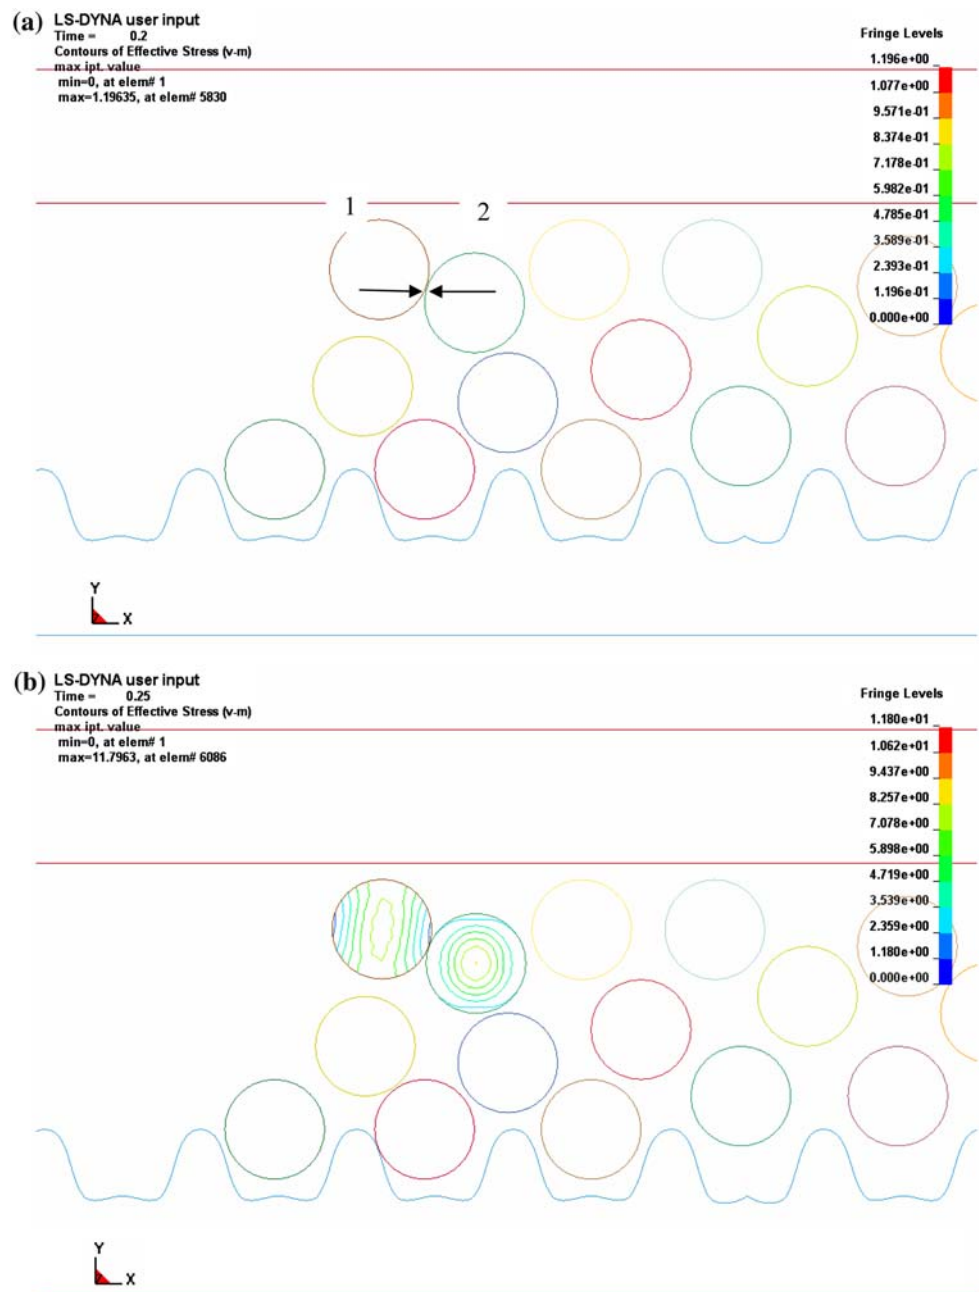 (a) LS-DYNA user input
Time = 0.2
Contours of Effective Stress (v-m)
max ipt. value
min=0, at elem# 1
max=1.19635, at elem# 5830
Fringe Levels
1.196e+00
1.077e+00
9.571e-01
8.374e-01
7.178e-01
5.982e-01
4.785e-01
3.589e-01
2.393e-01
1.196e-01
0.000e+00
1 2
Y
X
(b) LS-DYNA user input
Time = 0.25
Contours of Effective Stress (v-m)
max ipt. value
min=0, at elem# 1
max=11.7963, at elem# 6086
Fringe Levels
1.180e+01
1.062e+01
9.437e+00
8.257e+00
7.078e+00
5.898e+00
4.719e+00
3.539e+00
2.359e+00
1.180e+00
0.000e+00
Y
X